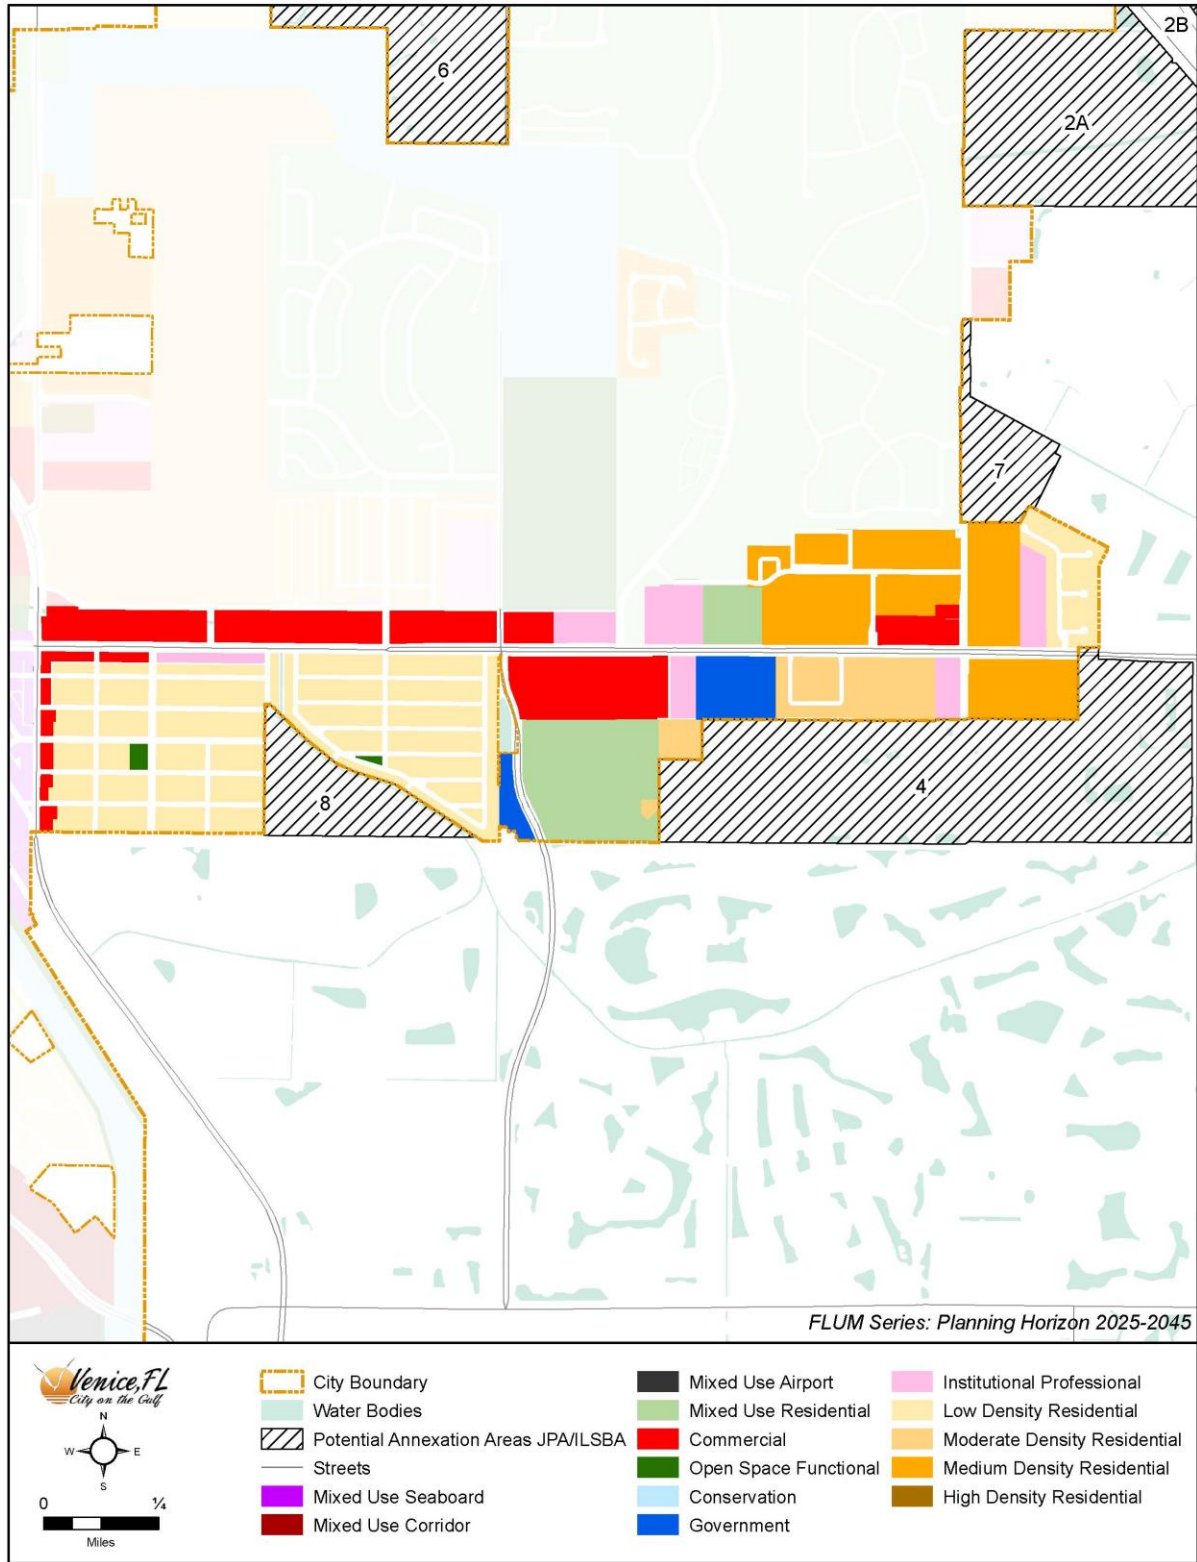 2B
6
2A
7
8
4
FLUM Series: Planning Horizon 2025-2045
Venice, FL
City on the Gulf
N
W E
S
0 ¼
Miles
City Boundary
Water Bodies
Potential Annexation Areas JPA/ILSBA
Streets
Mixed Use Seaboard
Mixed Use Corridor
Mixed Use Airport
Mixed Use Residential
Commercial
Open Space Functional
Conservation
Government
Institutional Professional
Low Density Residential
Moderate Density Residential
Medium Density Residential
High Density Residential